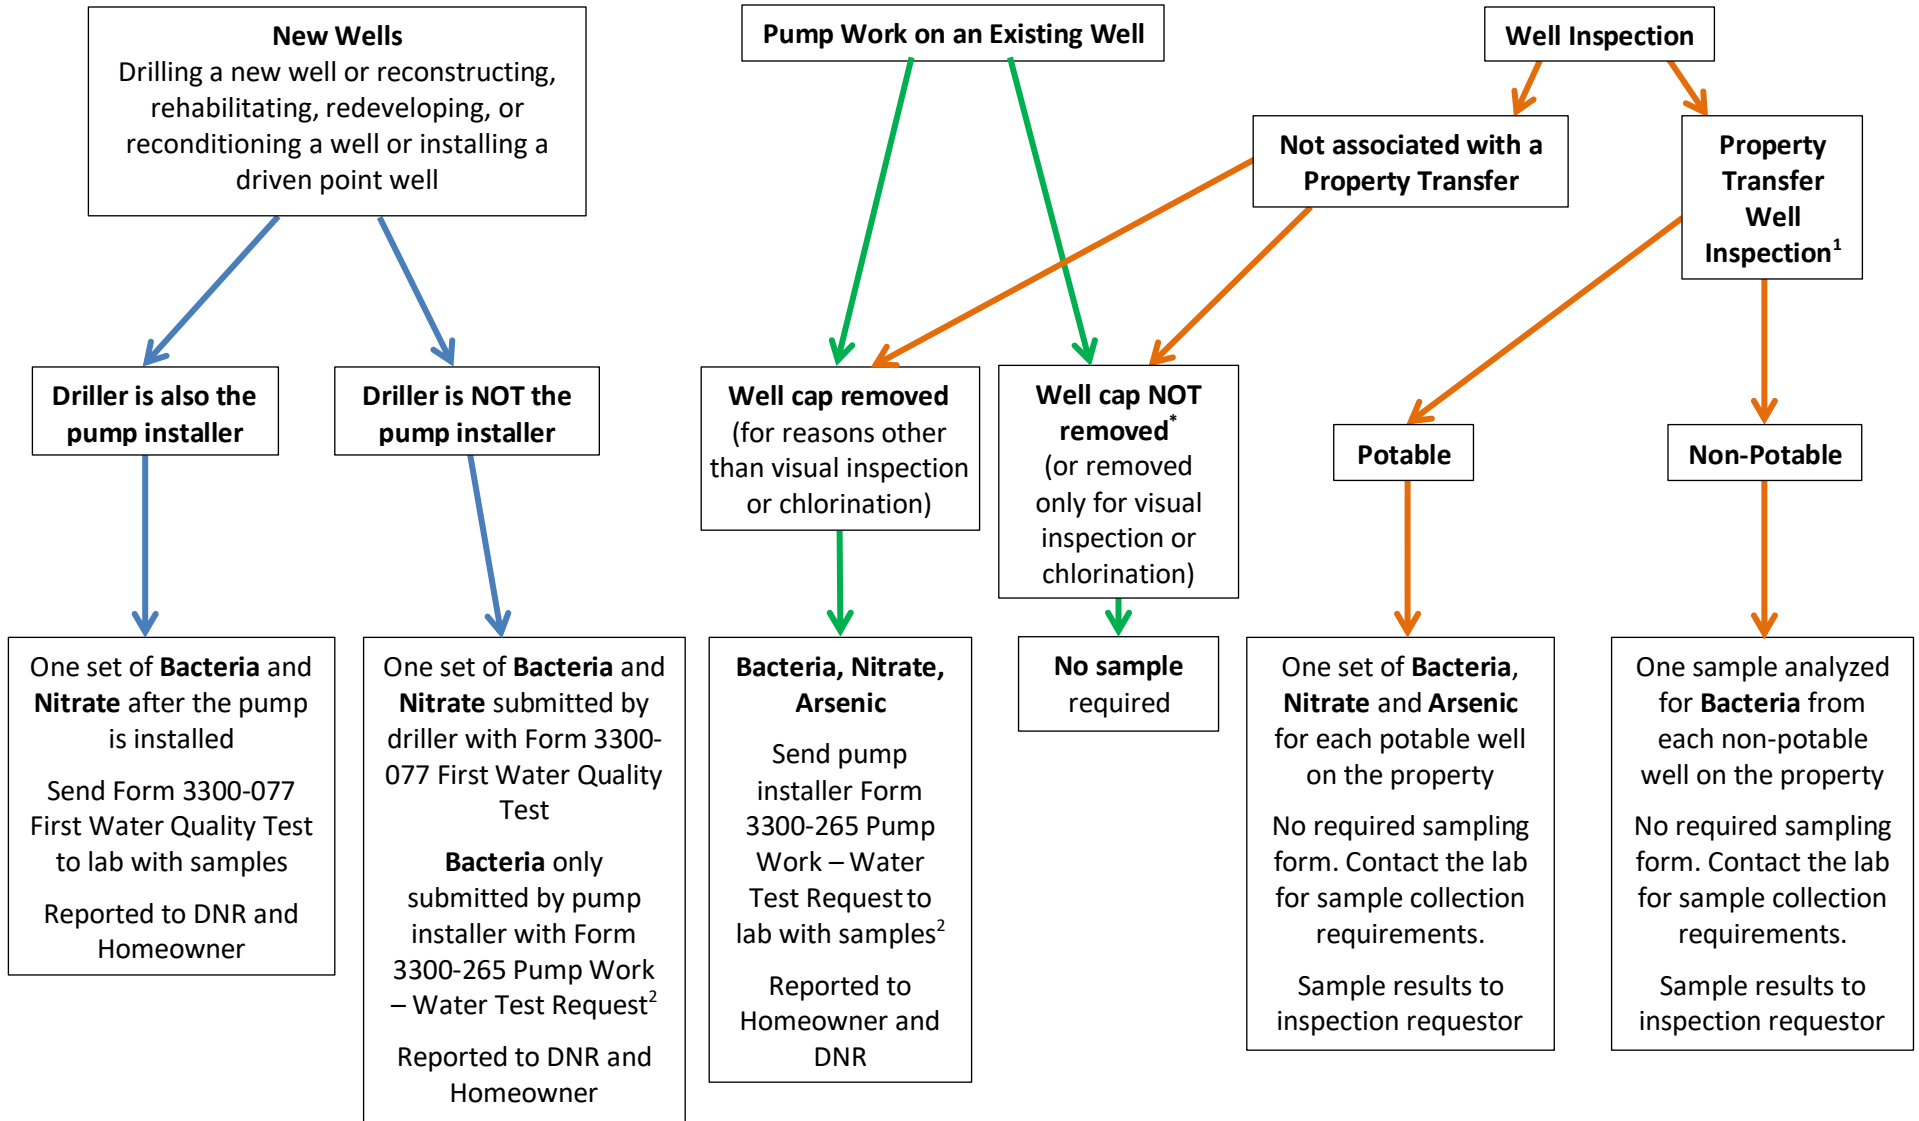 New Wells
Drilling a new well or reconstructing,
rehabilitating, redeveloping, or
reconditioning a well or installing a
driven point well
Pump Work on an Existing Well
Well Inspection
Not associated with a
Property Transfer
Property
Transfer
Well
Inspection¹
Driller is also the
pump installer
Driller is NOT the
pump installer
Well cap removed
(for reasons other
than visual inspection
or chlorination)
Well cap NOT
removed*
(or removed
only for visual
inspection or
chlorination)
Potable
Non-Potable
One set of Bacteria and
Nitrate after the pump
is installed
Send Form 3300-077
First Water Quality Test
to lab with samples
Reported to DNR and
Homeowner
One set of Bacteria and
Nitrate submitted by
driller with Form 3300-
077 First Water Quality
Test
Bacteria only
submitted by pump
installer with Form
3300-265 Pump Work
– Water Test Request²
Reported to DNR and
Homeowner
Bacteria, Nitrate,
Arsenic
Send pump
installer Form
3300-265 Pump
Work – Water
Test Request to
lab with samples²
Reported to
Homeowner and
DNR
No sample
required
One set of Bacteria,
Nitrate and Arsenic
for each potable well
on the property
No required sampling
form. Contact the lab
for sample collection
requirements.
Sample results to
inspection requestor
One sample analyzed
for Bacteria from
each non-potable
well on the property
No required sampling
form. Contact the lab
for sample collection
requirements.
Sample results to
inspection requestor